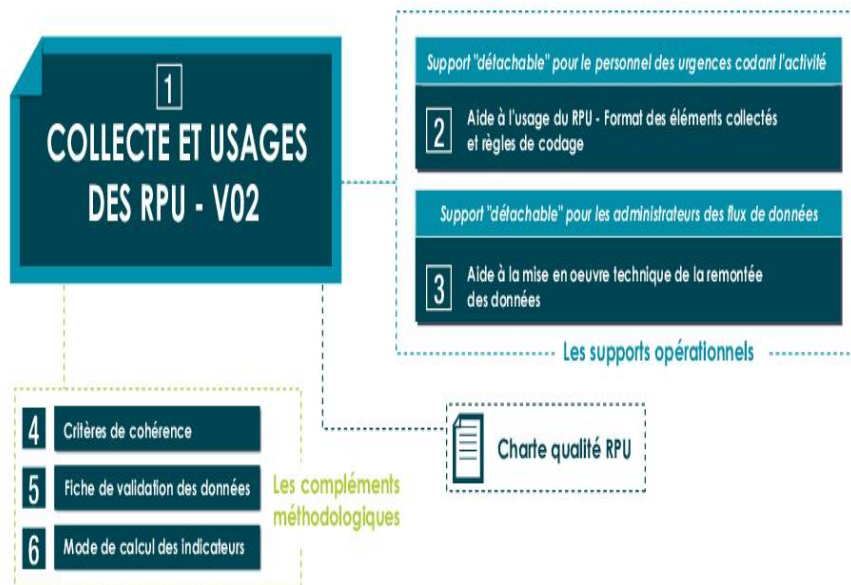 1
COLLECTE ET USAGES
DES RPU - V02
Support "détachable" pour le personnel des urgences codant l'activité
2
Aide à l'usage du RPU - Format des éléments collectés
et règles de codage
Support "détachable" pour les administrateurs des flux de données
3
Aide à la mise en oeuvre technique de la remontée
des données
Les supports opérationnels
4
Critères de cohérence
5
Fiche de validation des données
6
Mode de calcul des indicateurs
Les compléments
méthodologiques
Charte qualité RPU